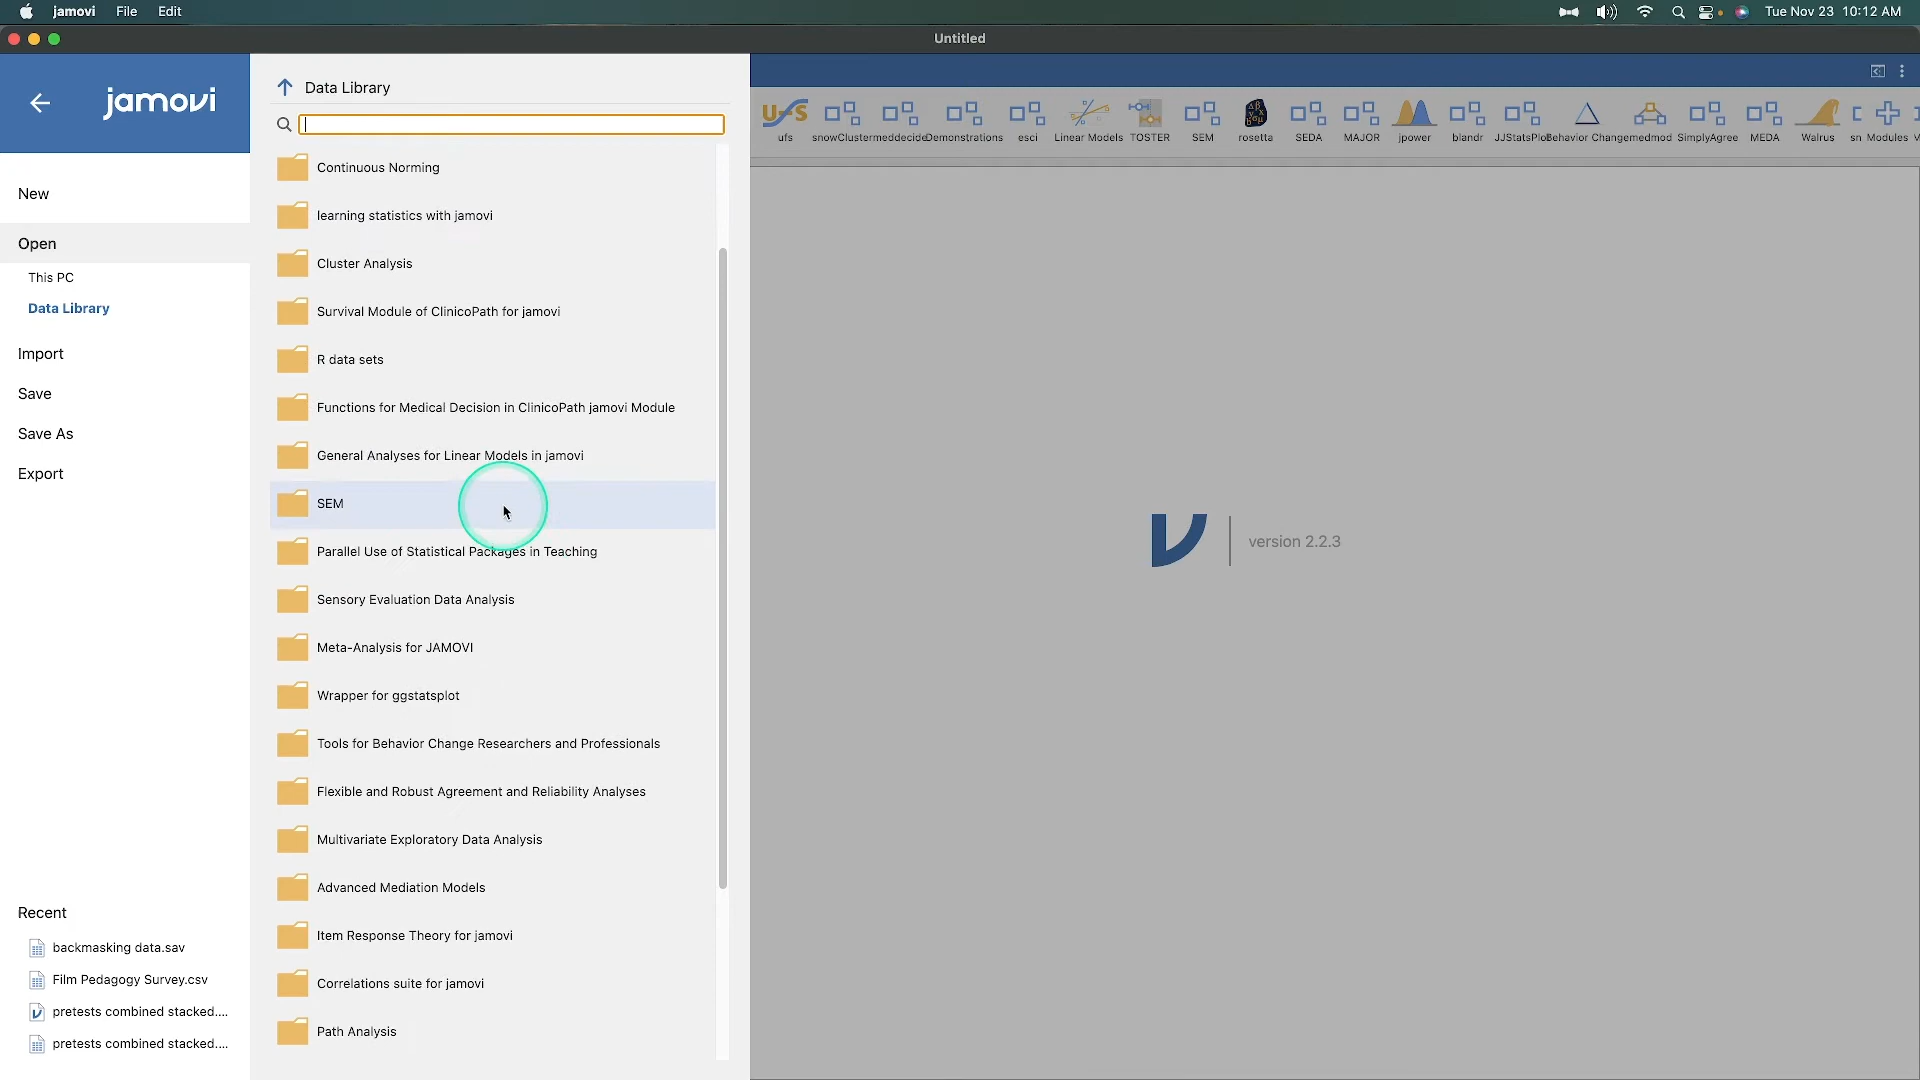 jamovi File Edit Tue Nov 23 10:12 AM
Untitled
jamovi
New
Open
This PC
Data Library
Import
Save
Save As
Export
Recent
backmasking data.sav
Film Pedagogy Survey.csv
pretests combined stacked....
pretests combined stacked....
Data Library
Continuous Norming
learning statistics with jamovi
Cluster Analysis
Survival Module of ClinicoPath for jamovi
R data sets
Functions for Medical Decision in ClinicoPath jamovi Module
General Analyses for Linear Models in jamovi
SEM
Parallel Use of Statistical Packages in Teaching
Sensory Evaluation Data Analysis
Meta-Analysis for JAMOVI
Wrapper for ggstatsplot
Tools for Behavior Change Researchers and Professionals
Flexible and Robust Agreement and Reliability Analyses
Multivariate Exploratory Data Analysis
Advanced Mediation Models
Item Response Theory for jamovi
Correlations suite for jamovi
Path Analysis
UFS
ufs snowCluster meddecide Demonstrations esci Linear Models TOSTER SEM rosetta SEDA MAJOR jpower blandr JJStatsPlo Behavior Change medmod SimplyAgree MEDA Walrus sn Modules
version 2.2.3